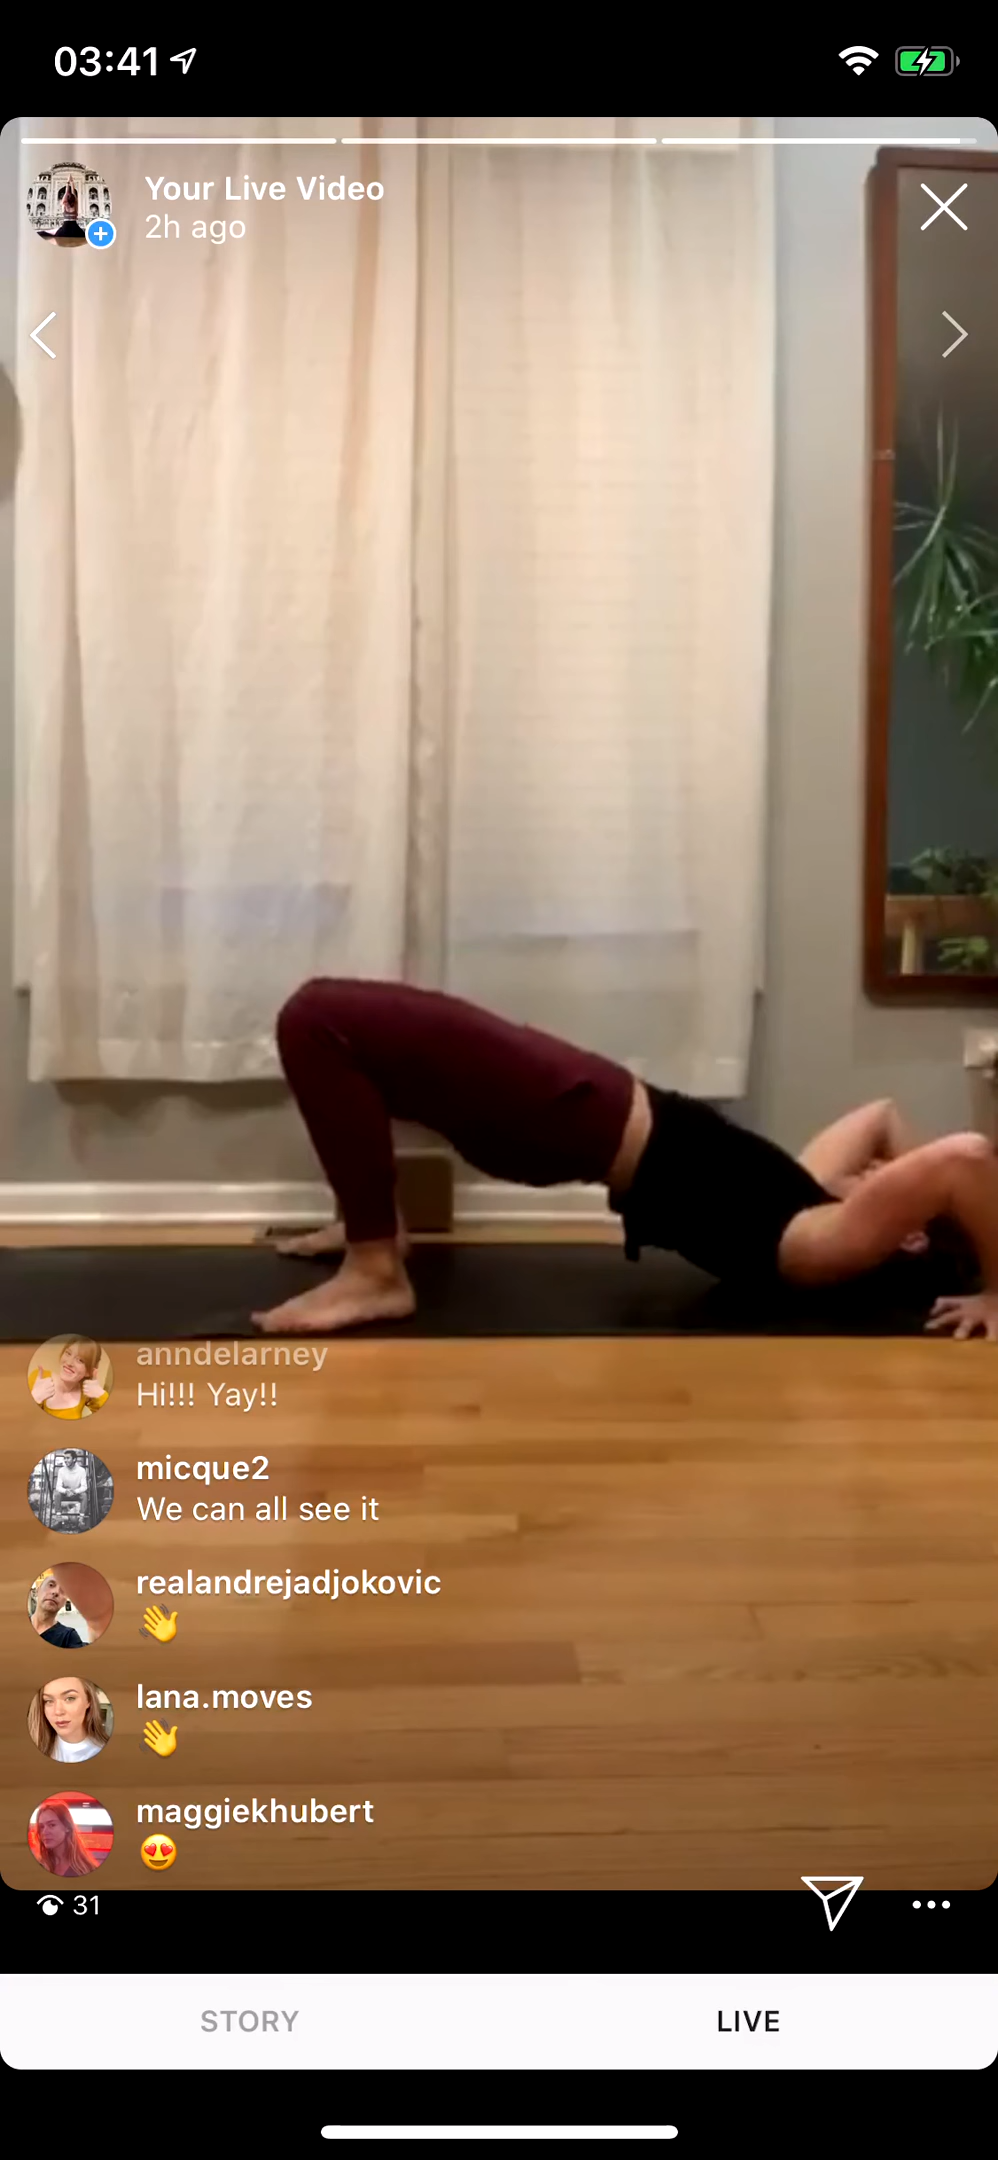 03:41
Your Live Video
2h ago
anndelarney
Hi!!! Yay!!
micque2
We can all see it
realandrejadjokovic
👋
lana.moves
👋
maggiekhubert
😍
31
STORY
LIVE